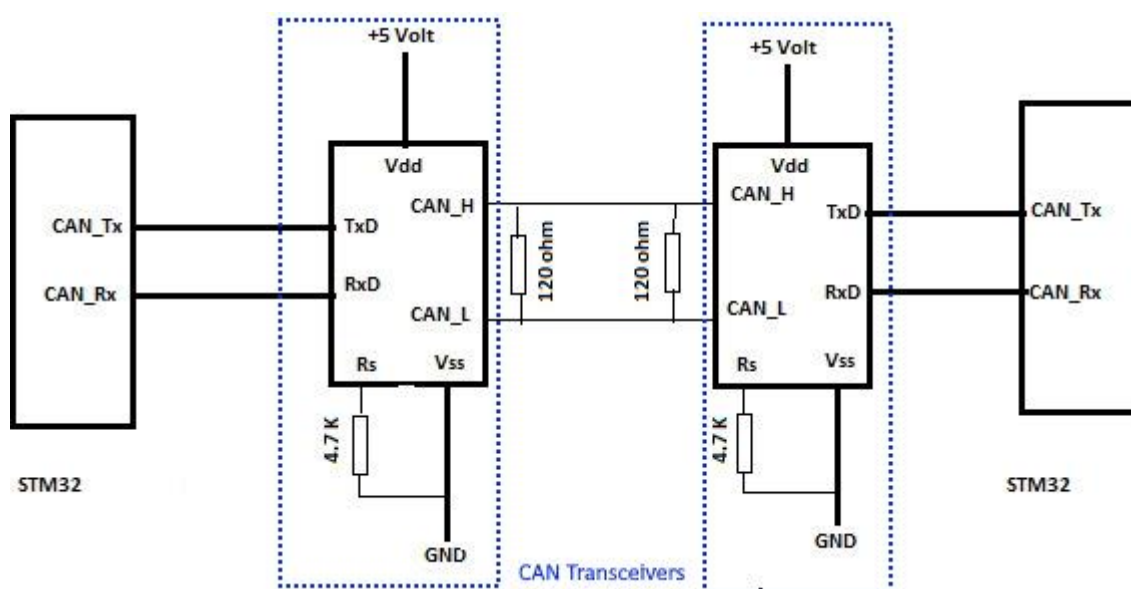 +5 Volt
+5 Volt
Vdd
Vdd
CAN_H
CAN_H
CAN_Tx
TxD
TxD
CAN_Tx
120 ohm
120 ohm
CAN_Rx
RxD
RxD
CAN_Rx
CAN_L
CAN_L
Rs
Vss
Rs
Vss
4.7 K
4.7 K
STM32
STM32
GND
GND
CAN Transceivers